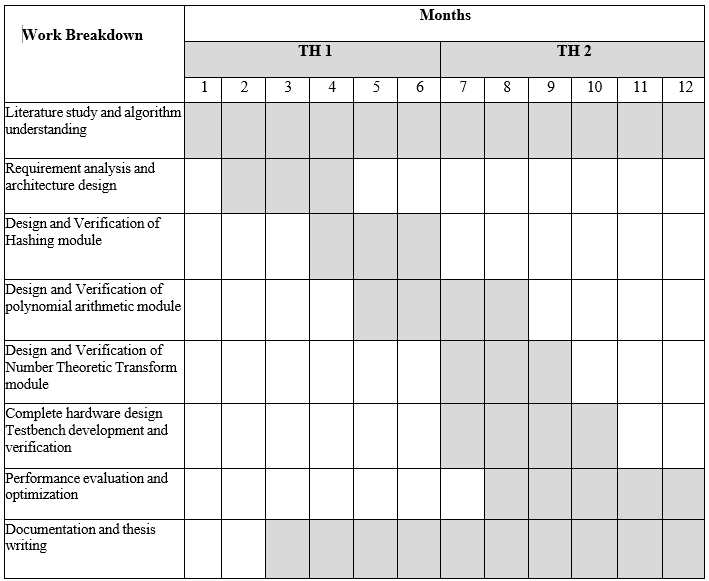 Months
Work Breakdown
TH 1 TH 2
1 2 3 4 5 6 7 8 9 10 11 12
Literature study and algorithm
understanding
Requirement analysis and
architecture design
Design and Verification of
Hashing module
Design and Verification of
polynomial arithmetic module
Design and Verification of
Number Theoretic Transform
module
Complete hardware design
Testbench development and
verification
Performance evaluation and
optimization
Documentation and thesis
writing